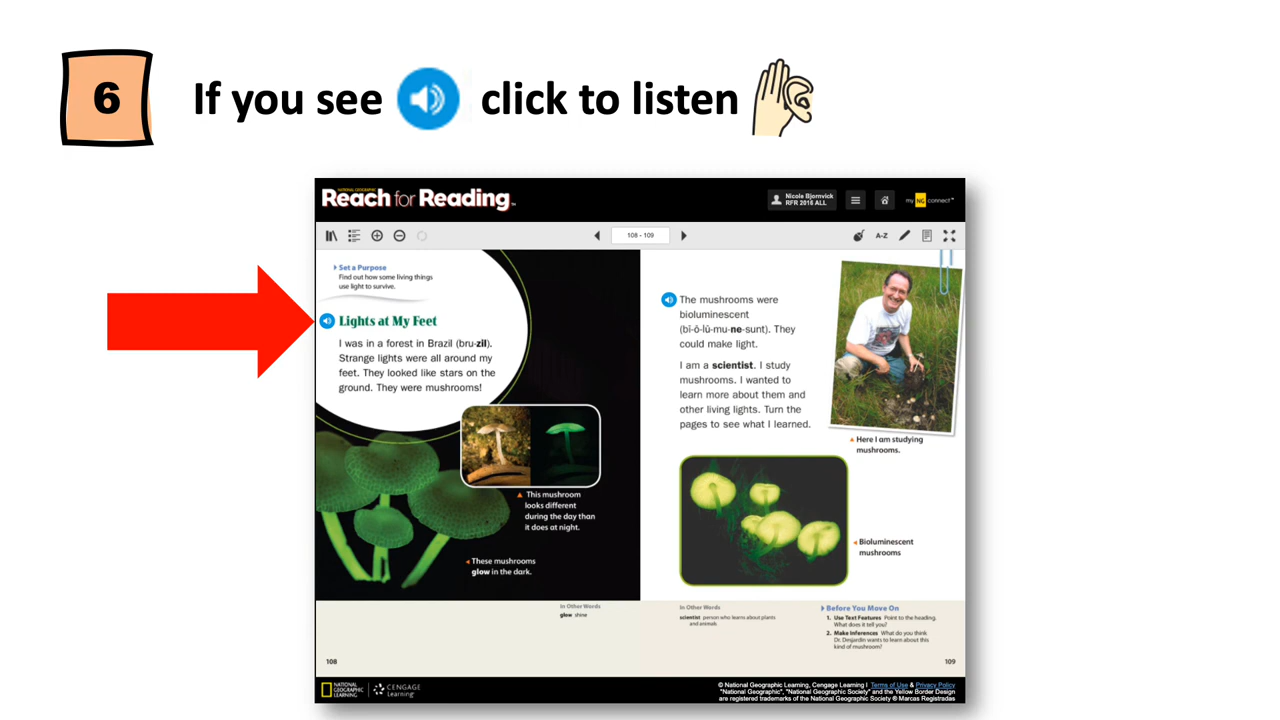 6
If you see click to listen
NATIONAL GEOGRAPHIC
Reach for Reading
Nicole Bjornvick
RFR 2016 ALL
my NG connect
108 - 109
A-Z
Set a Purpose
Find out how some living things
use light to survive.
Lights at My Feet
I was in a forest in Brazil (bru-zil).
Strange lights were all around my
feet. They looked like stars on the
ground. They were mushrooms!
This mushroom
looks different
during the day than
it does at night.
These mushrooms
glow in the dark.
In Other Words
glow shine
108
The mushrooms were
bioluminescent
(bī-ō-lü-mu-ne-sunt). They
could make light.
I am a scientist. I study
mushrooms. I wanted to
learn more about them and
other living lights. Turn the
pages to see what I learned.
Here I am studying
mushrooms.
Bioluminescent
mushrooms
In Other Words
scientist person who learns about plants
and animals
Before You Move On
1. Use Text Features Point to the heading.
What does it tell you?
2. Make Inferences What do you think
Dr. Desjardin wants to learn about this
kind of mushroom?
109
NATIONAL
GEOGRAPHIC
LEARNING
CENGAGE
Learning
© National Geographic Learning, Cengage Learning I Terms of Use & Privacy Policy
"National Geographic", "National Geographic Society" and the Yellow Border Design
are registered trademarks of the National Geographic Society ® Marcas Registradas